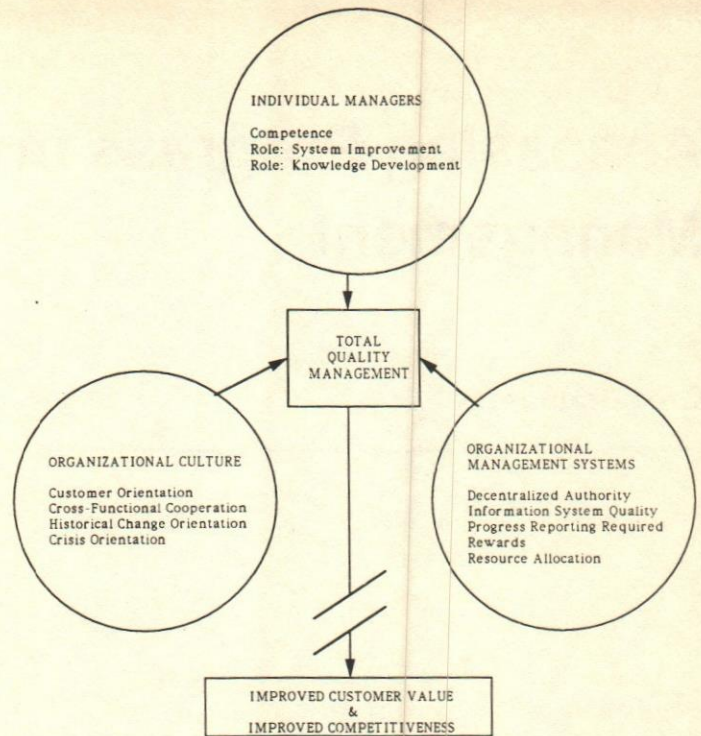 INDIVIDUAL MANAGERS
Competence
Role: System Improvement
Role: Knowledge Development
TOTAL
QUALITY
MANAGEMENT
ORGANIZATIONAL CULTURE
Customer Orientation
Cross-Functional Cooperation
Historical Change Orientation
Crisis Orientation
ORGANIZATIONAL
MANAGEMENT SYSTEMS
Decentralized Authority
Information System Quality
Progress Reporting Required
Rewards
Resource Allocation
IMPROVED CUSTOMER VALUE
&
IMPROVED COMPETITIVENESS